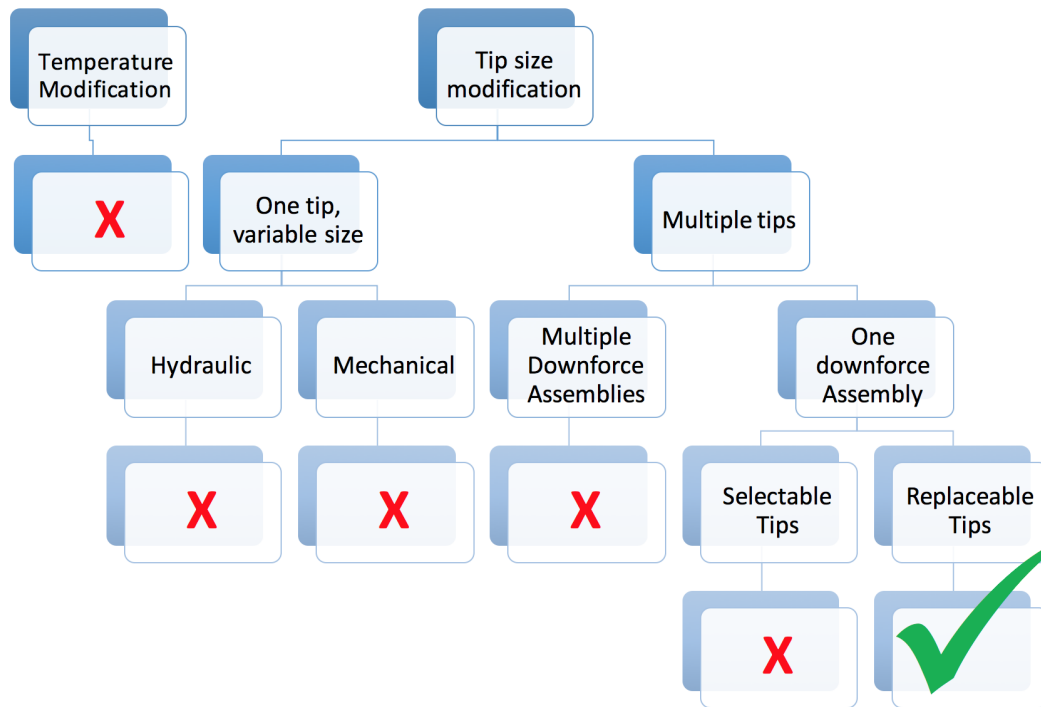 Temperature
Modification
Tip size
modification
X
One tip,
variable size
Multiple tips
Hydraulic
Mechanical
Multiple
Downforce
Assemblies
One
downforce
Assembly
X
X
X
Selectable
Tips
Replaceable
Tips
X